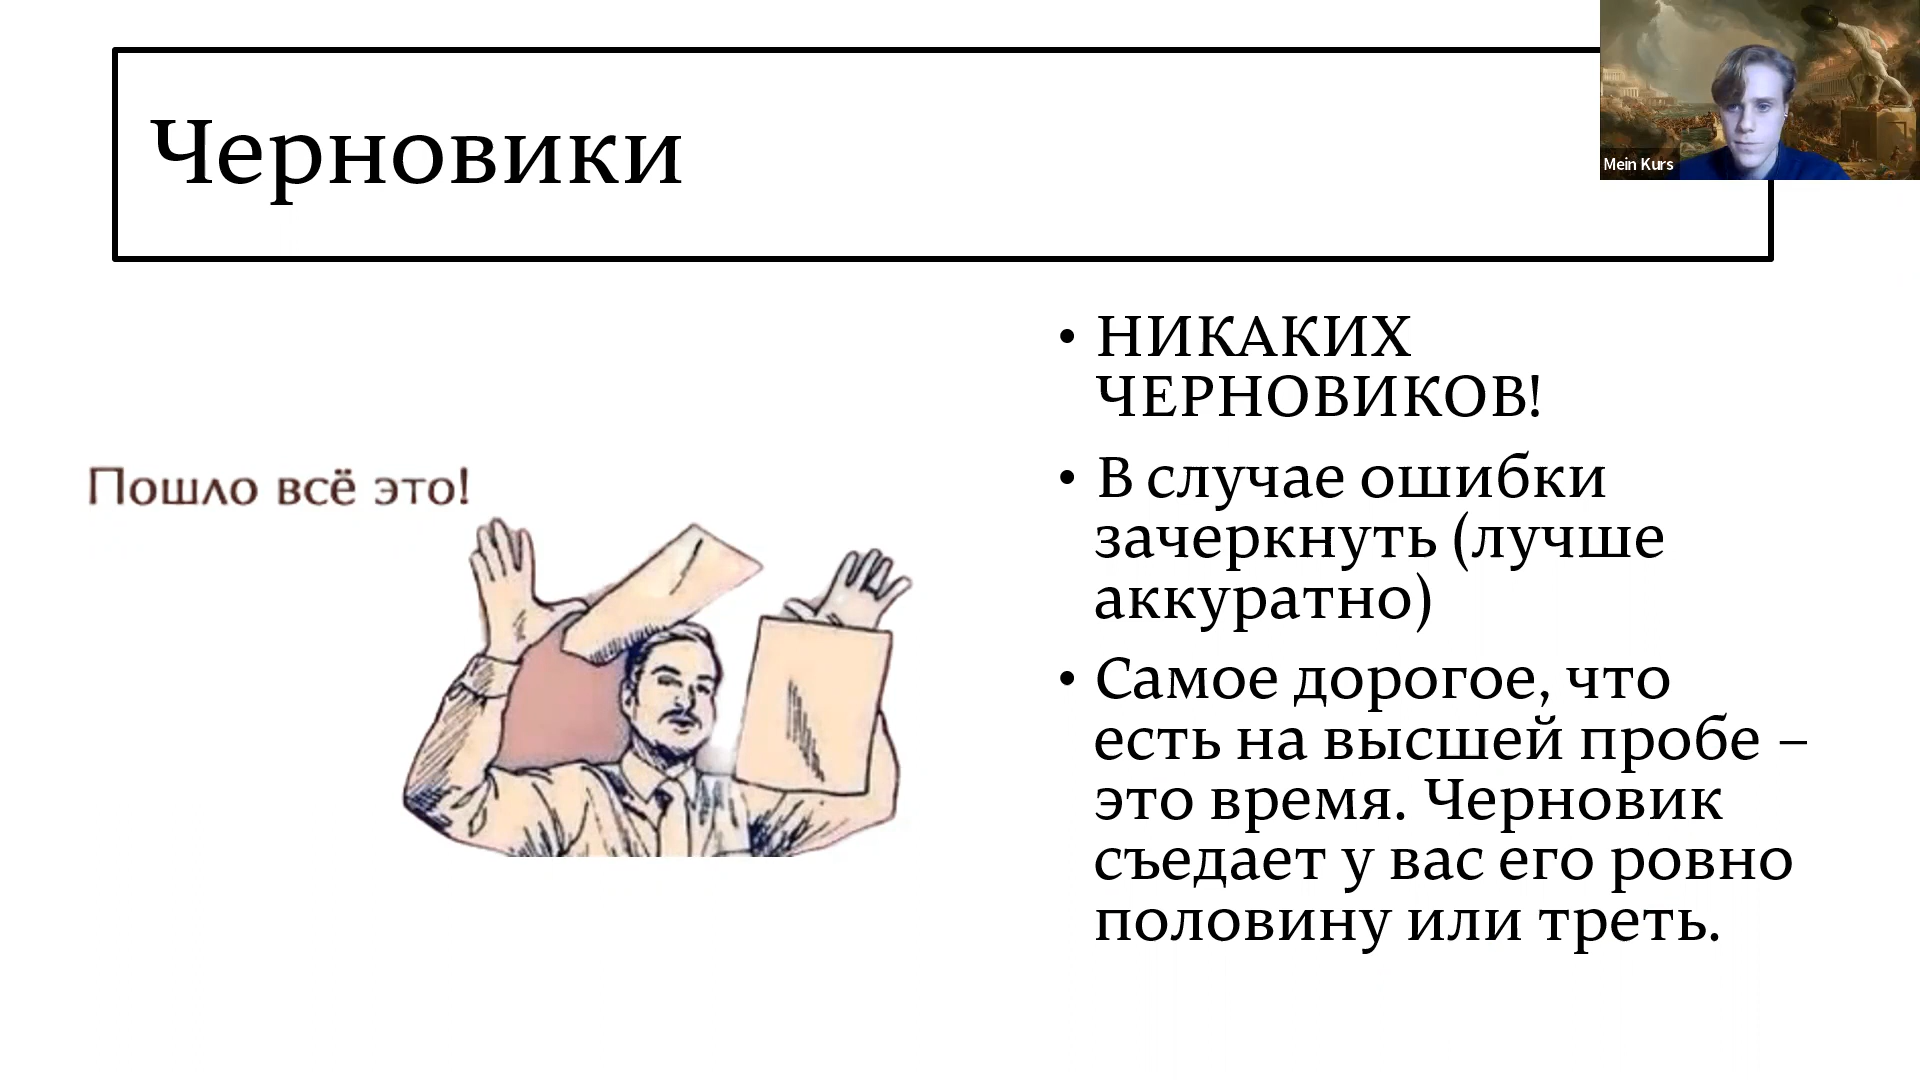 Черновики
Mein Kurs
Пошло всё это!
• НИКАКИХ
ЧЕРНОВИКОВ!
• В случае ошибки
зачеркнуть (лучше
аккуратно)
• Самое дорогое, что
есть на высшей пробе –
это время. Черновик
съедает у вас его ровно
половину или треть.